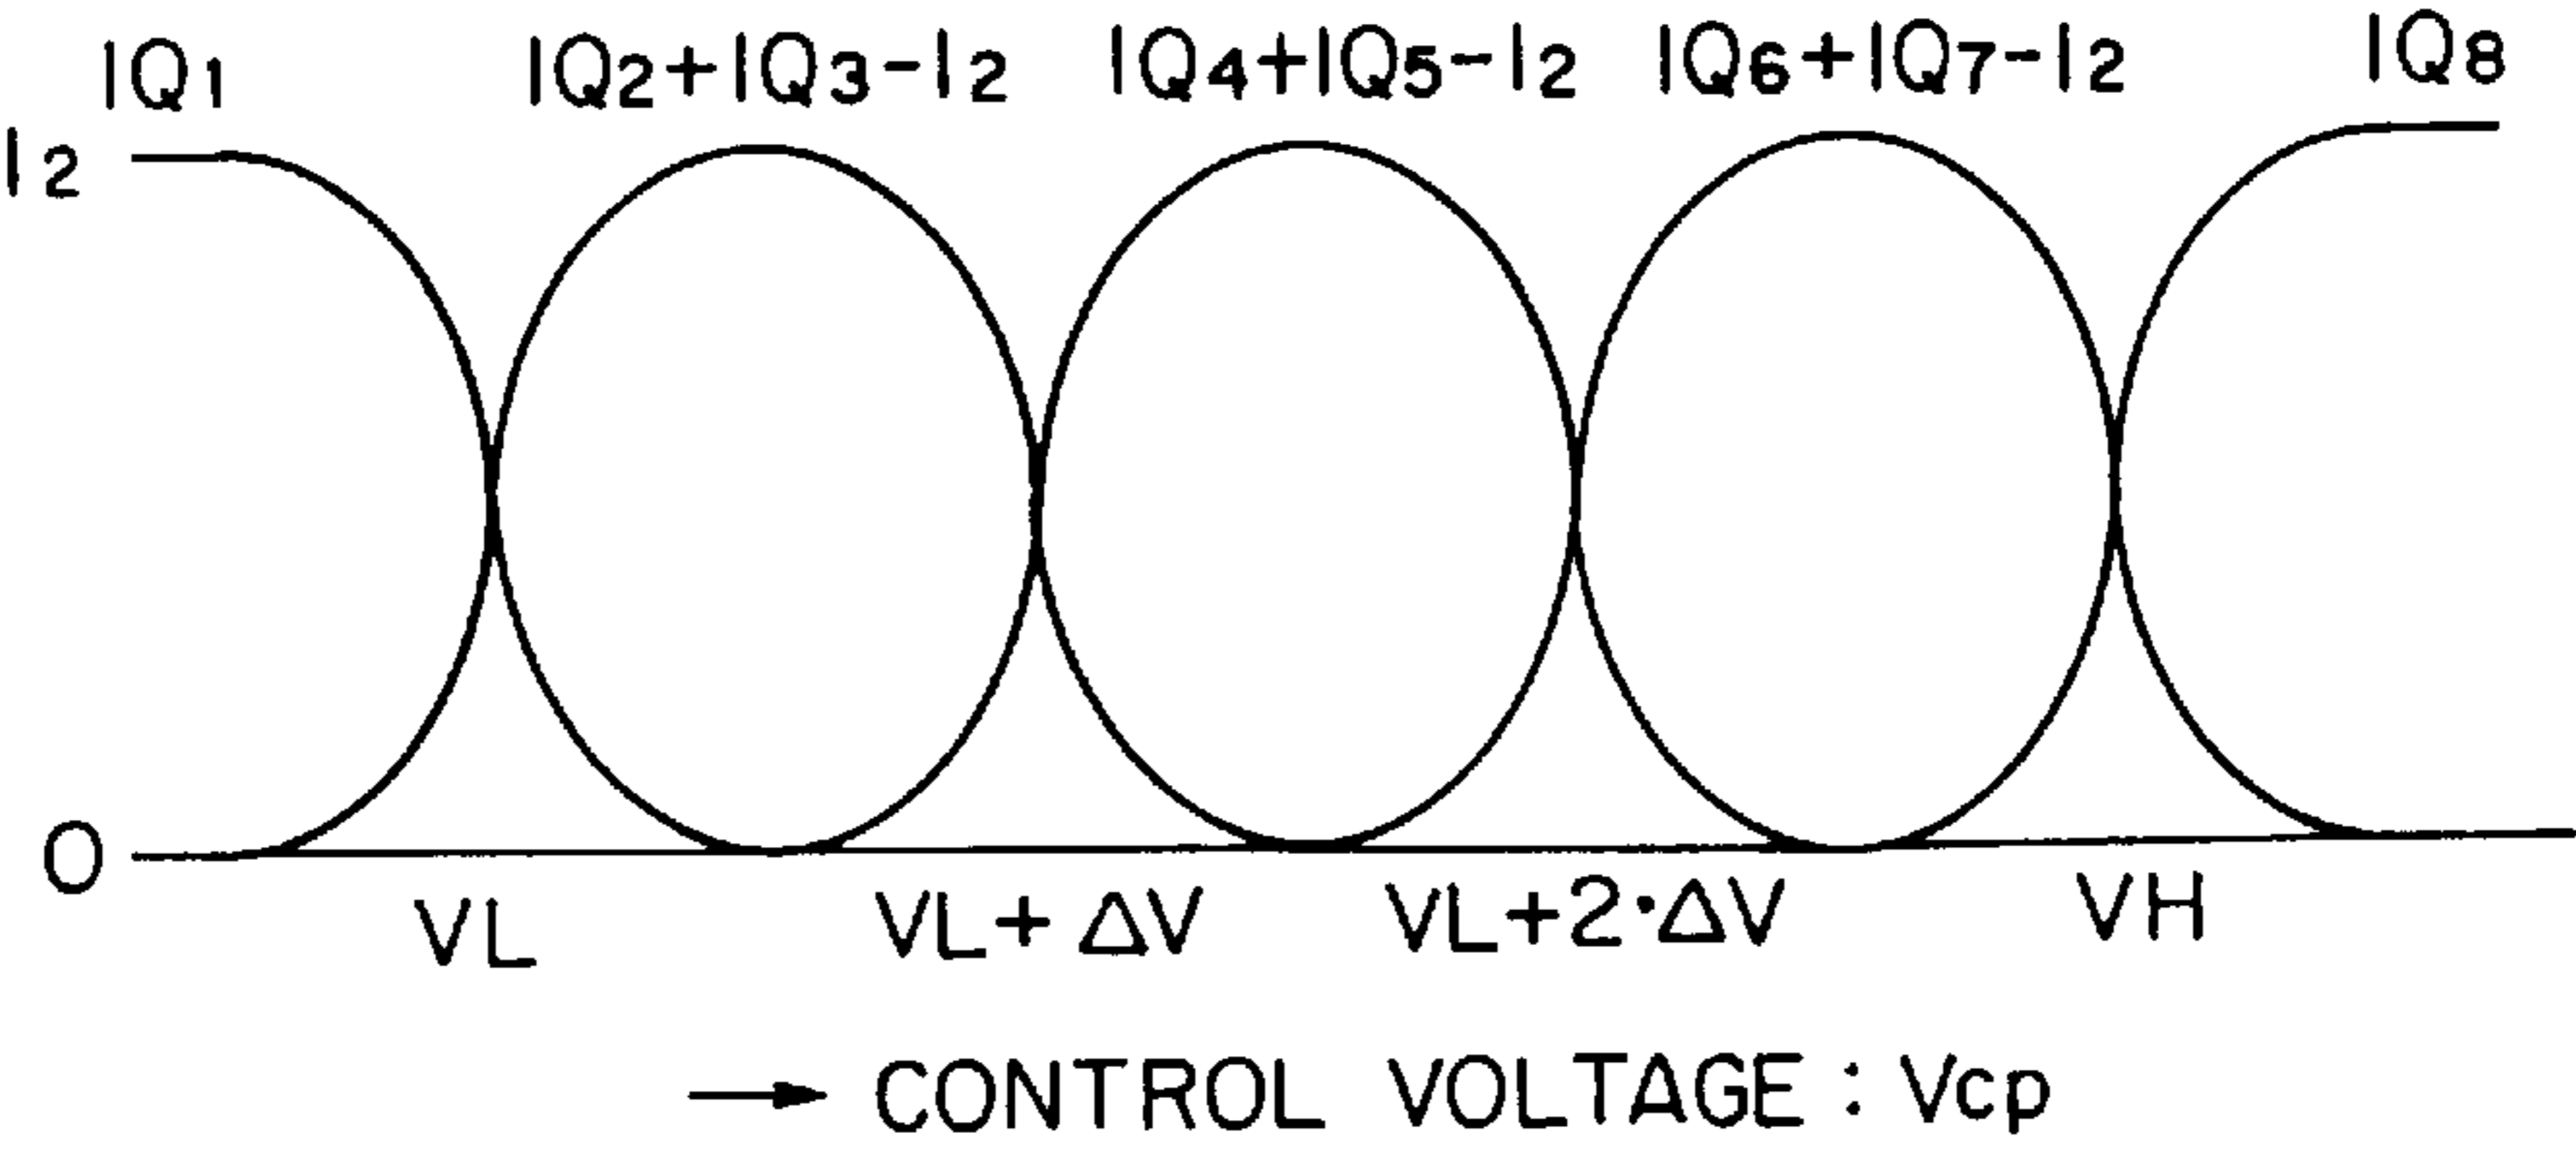 IQ1 IQ2+IQ3-I2 IQ4+IQ5-I2 IQ6+IQ7-I2 IQ8
I2
0
VL VL+ΔV VL+2·ΔV VH
→ CONTROL VOLTAGE : Vcp